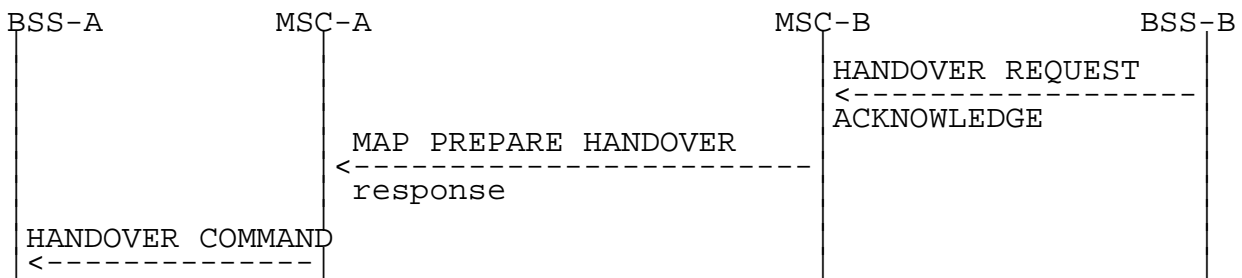 BSS-A MSC-A MSC-B BSS-B
HANDOVER REQUEST
ACKNOWLEDGE
MAP PREPARE HANDOVER
response
HANDOVER COMMAND